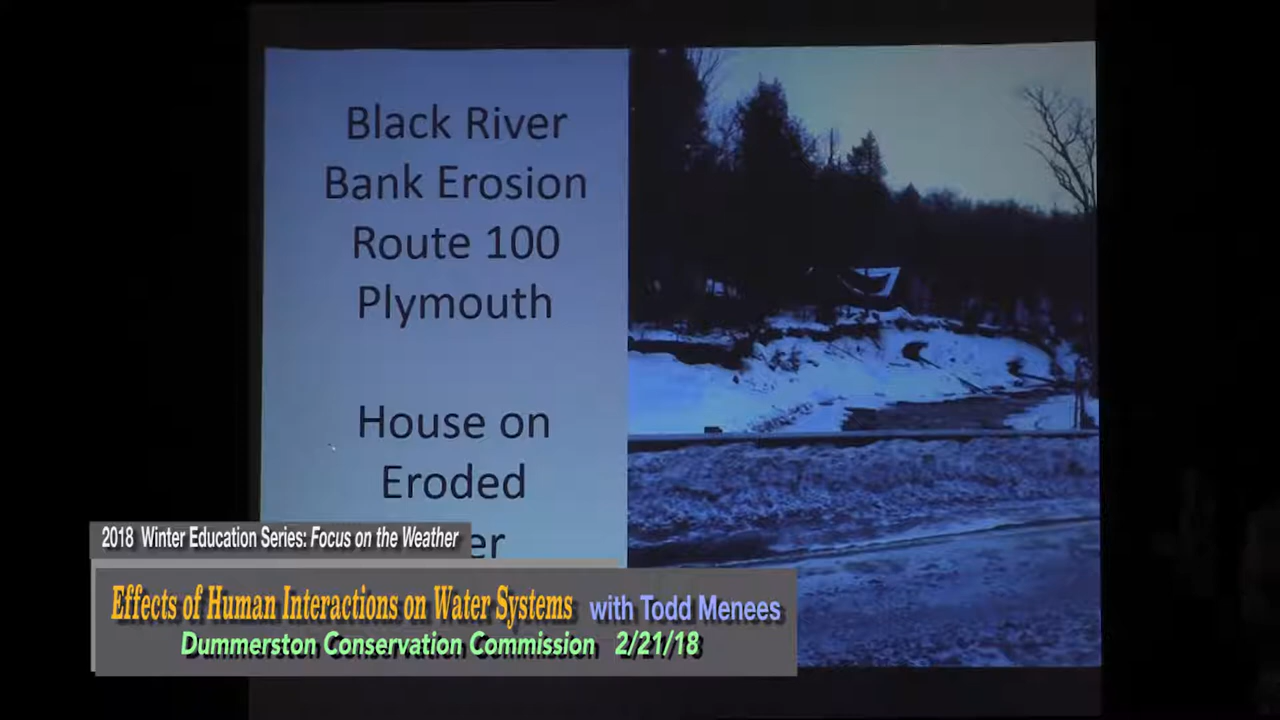 Black River
Bank Erosion
Route 100
Plymouth
House on
Eroded
2018 Winter Education Series: Focus on the Weather
Effects of Human Interactions on Water Systems with Todd Menees
Dummerston Conservation Commission 2/21/18